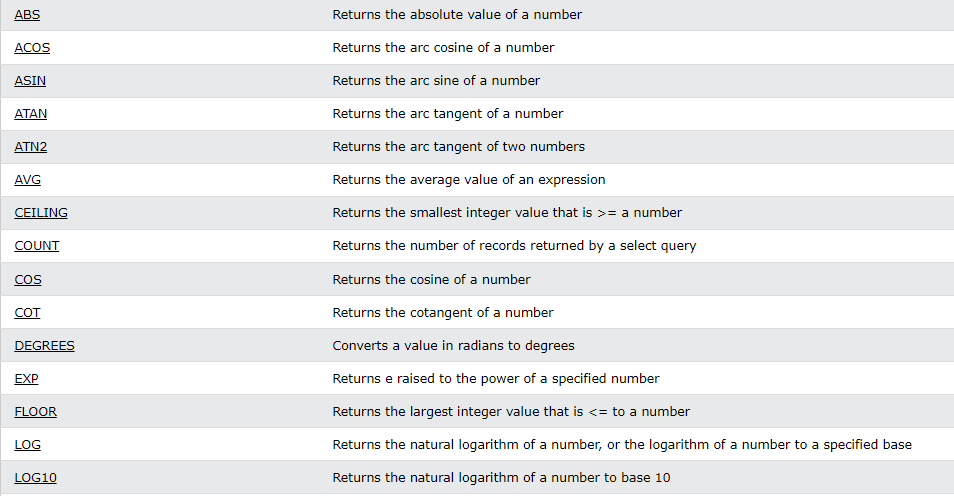 ABS Returns the absolute value of a number
ACOS Returns the arc cosine of a number
ASIN Returns the arc sine of a number
ATAN Returns the arc tangent of a number
ATN2 Returns the arc tangent of two numbers
AVG Returns the average value of an expression
CEILING Returns the smallest integer value that is >= a number
COUNT Returns the number of records returned by a select query
COS Returns the cosine of a number
COT Returns the cotangent of a number
DEGREES Converts a value in radians to degrees
EXP Returns e raised to the power of a specified number
FLOOR Returns the largest integer value that is <= to a number
LOG Returns the natural logarithm of a number, or the logarithm of a number to a specified base
LOG10 Returns the natural logarithm of a number to base 10